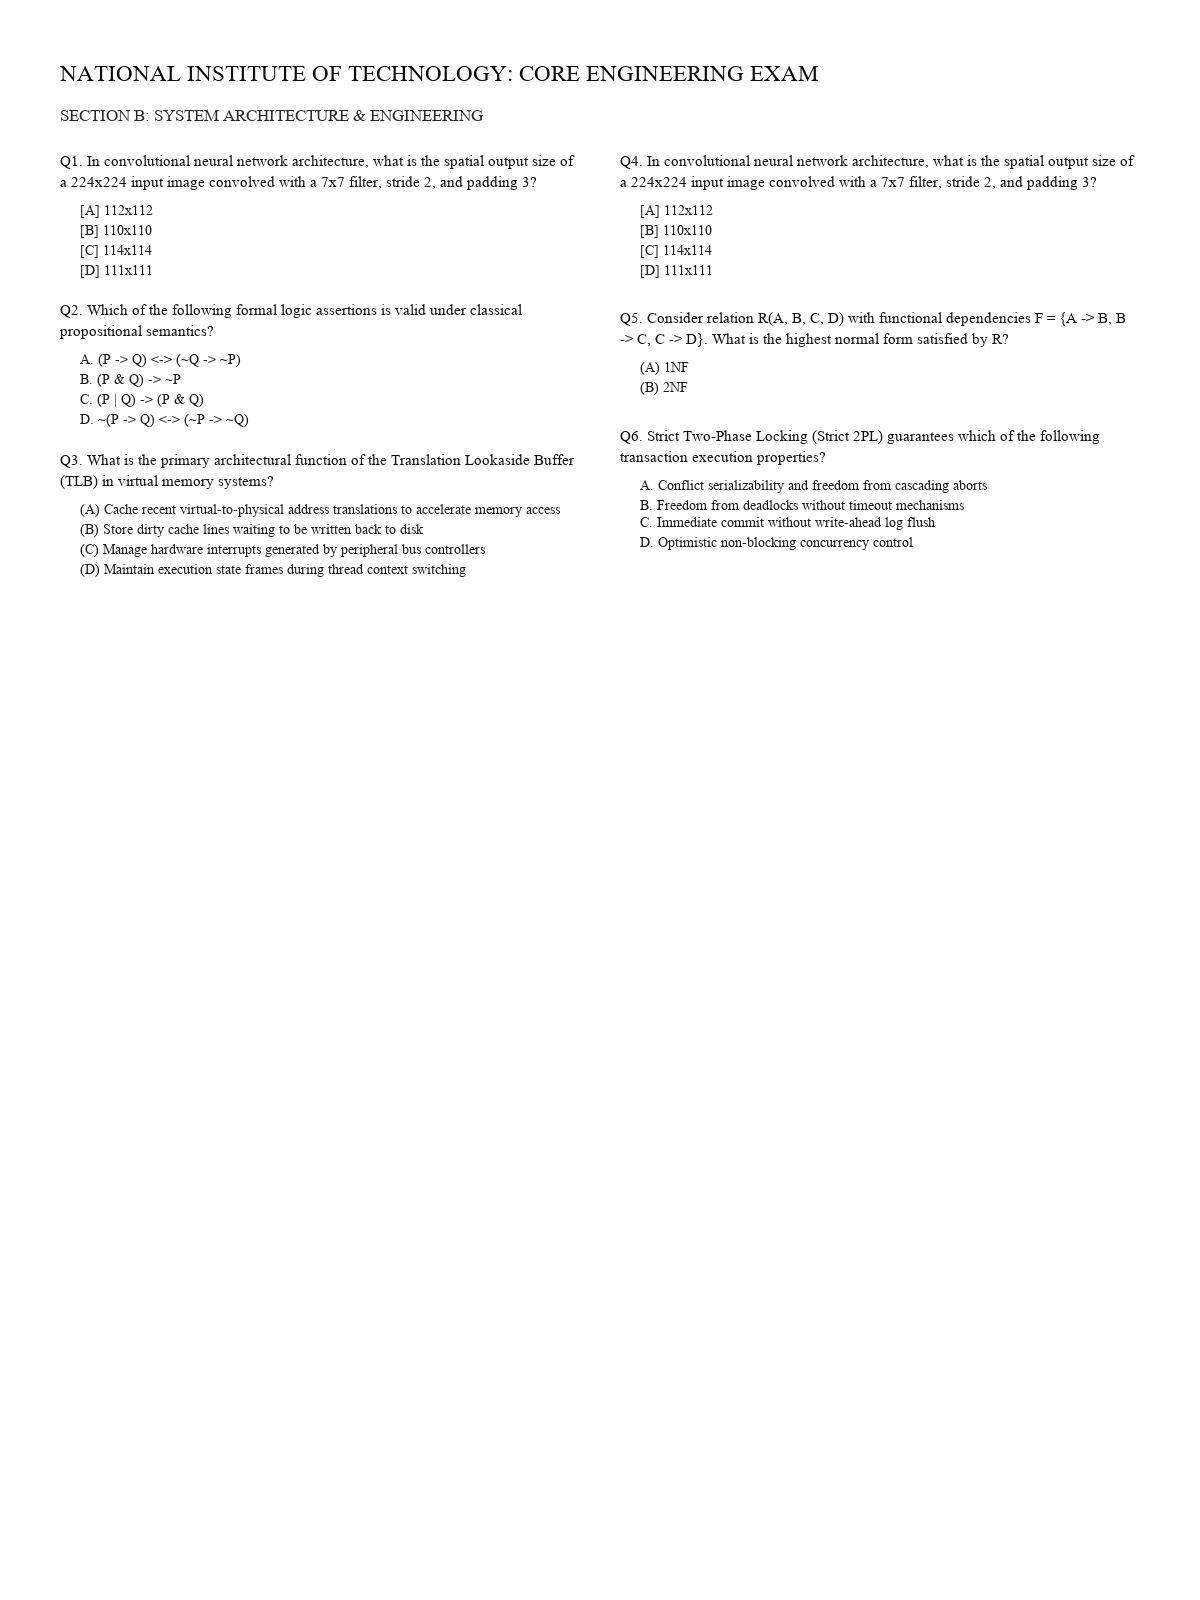 NATIONAL INSTITUTE OF TECHNOLOGY: CORE ENGINEERING EXAM
SECTION B: SYSTEM ARCHITECTURE & ENGINEERING
Q1. In convolutional neural network architecture, what is the spatial output size of
a 224x224 input image convolved with a 7x7 filter, stride 2, and padding 3?
[A] 112x112
[B] 110x110
[C] 114x114
[D] 111x111
Q2. Which of the following formal logic assertions is valid under classical
propositional semantics?
A. (P -> Q) <-> (~Q -> ~P)
B. (P & Q) -> ~P
C. (P | Q) -> (P & Q)
D. ~(P -> Q) <-> (~P -> ~Q)
Q3. What is the primary architectural function of the Translation Lookaside Buffer
(TLB) in virtual memory systems?
(A) Cache recent virtual-to-physical address translations to accelerate memory access
(B) Store dirty cache lines waiting to be written back to disk
(C) Manage hardware interrupts generated by peripheral bus controllers
(D) Maintain execution state frames during thread context switching
Q4. In convolutional neural network architecture, what is the spatial output size of
a 224x224 input image convolved with a 7x7 filter, stride 2, and padding 3?
[A] 112x112
[B] 110x110
[C] 114x114
[D] 111x111
Q5. Consider relation R(A, B, C, D) with functional dependencies F = {A -> B, B
-> C, C -> D}. What is the highest normal form satisfied by R?
(A) 1NF
(B) 2NF
Q6. Strict Two-Phase Locking (Strict 2PL) guarantees which of the following
transaction execution properties?
A. Conflict serializability and freedom from cascading aborts
B. Freedom from deadlocks without timeout mechanisms
C. Immediate commit without write-ahead log flush
D. Optimistic non-blocking concurrency control